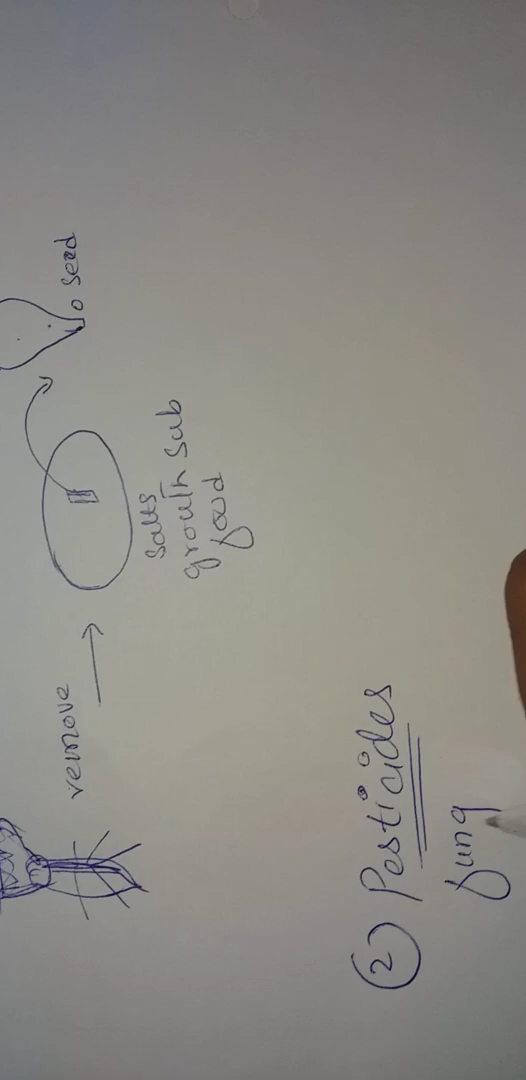 remove
o seed
salts
growth sub
food
(2) Pesticides
fung